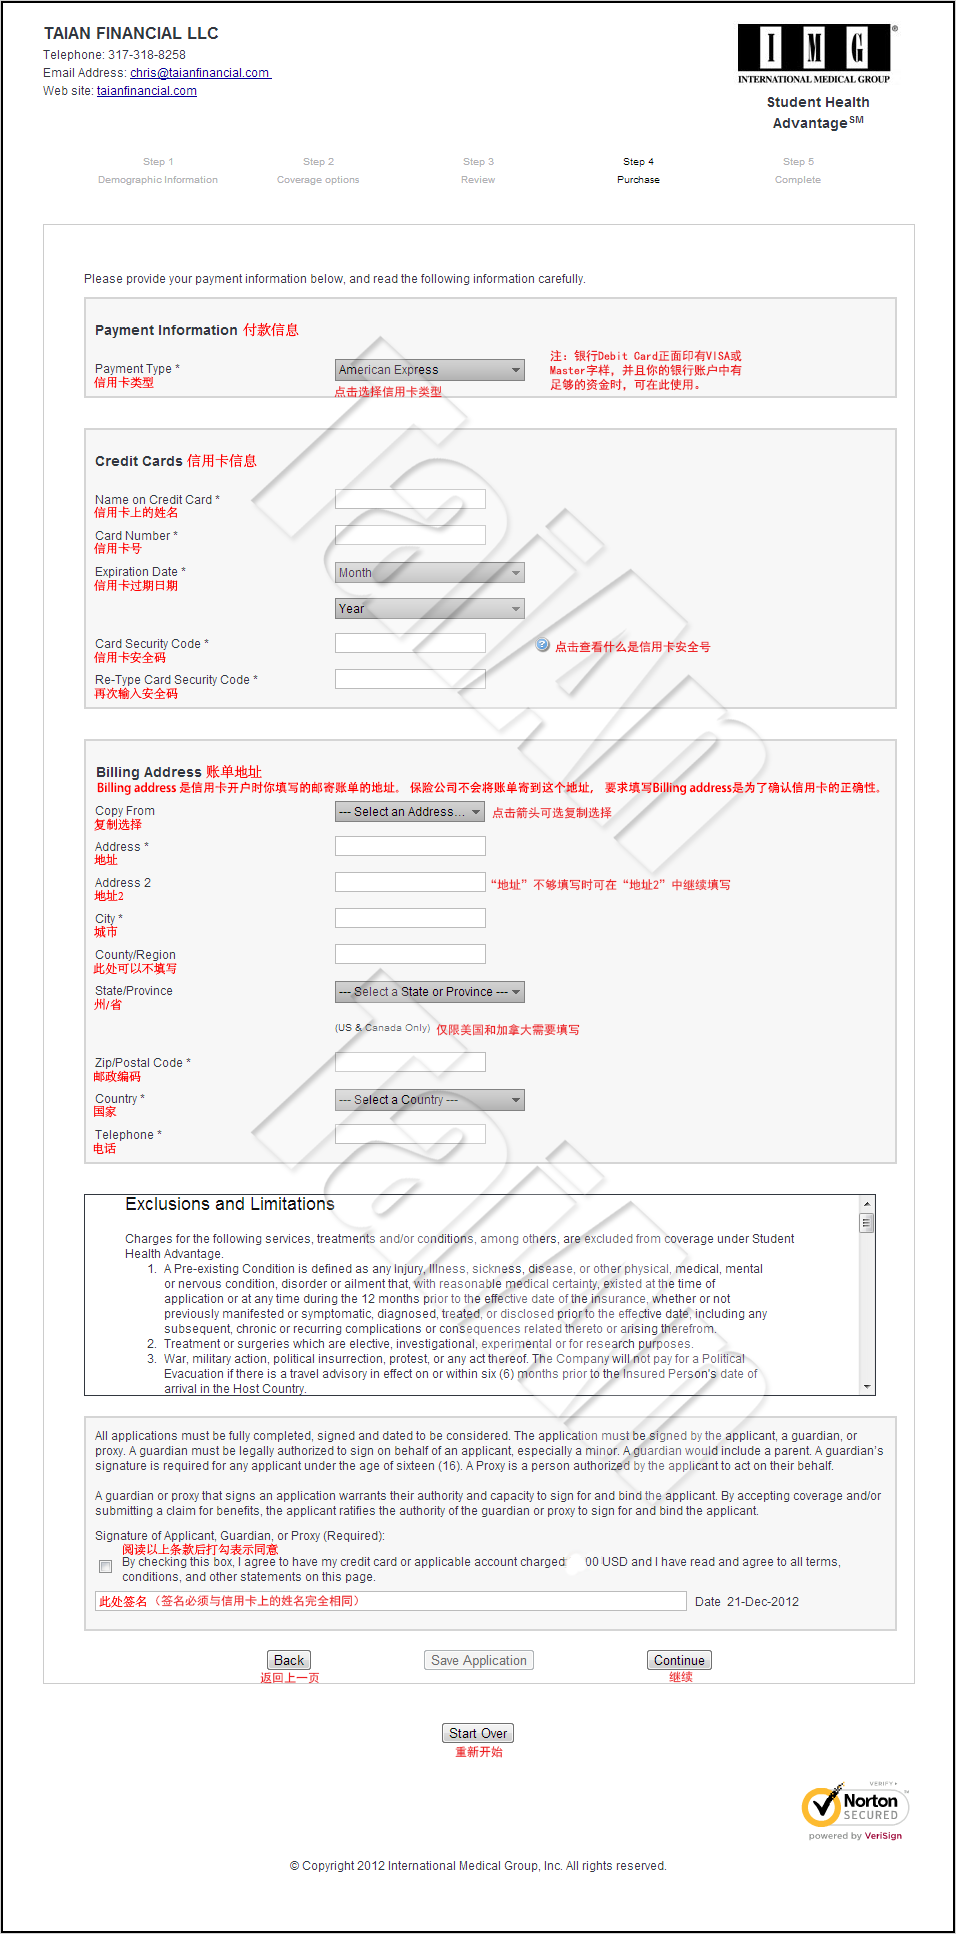 TAIAN FINANCIAL LLC
Telephone: 317-318-8258
Email Address: chris@taianfinancial.com
Web site: taianfinancial.com
IMG®
INTERNATIONAL MEDICAL GROUP
Student Health
Advantage℠
Step 1 Step 2 Step 3 Step 4 Step 5
Demographic Information Coverage options Review Purchase Complete
Please provide your payment information below, and read the following information carefully.
Payment Information 付款信息
Payment Type * American Express
信用卡类型
点击选择信用卡类型
注：银行Debit Card正面印有VISA或
Master字样，并且你的银行账户中有
足够的资金时，可在此使用。
Credit Cards 信用卡信息
Name on Credit Card *
信用卡上的姓名
Card Number *
信用卡号
Expiration Date * Month
信用卡过期日期
Year
Card Security Code * 点击查看什么是信用卡安全号
信用卡安全码
Re-Type Card Security Code *
再次输入安全码
Billing Address 账单地址
Billing address 是信用卡开户时你填写的邮寄账单的地址。 保险公司不会将账单寄到这个地址， 要求填写Billing address是为了确认信用卡的正确性。
Copy From --- Select an Address... 点击箭头可选复制选择
复制选择
Address *
地址
Address 2 “地址”不够填写时可在“地址2”中继续填写
地址2
City *
城市
County/Region
此处可以不填写
State/Province --- Select a State or Province ---
州/省
(US & Canada Only) 仅限美国和加拿大需要填写
Zip/Postal Code *
邮政编码
Country * --- Select a Country ---
国家
Telephone *
电话
Exclusions and Limitations
Charges for the following services, treatments and/or conditions, among others, are excluded from coverage under Student
Health Advantage.
1. A Pre-existing Condition is defined as any Injury, Illness, sickness, disease, or other physical, medical, mental
or nervous condition, disorder or ailment that, with reasonable medical certainty, existed at the time of
application or at any time during the 12 months prior to the effective date of the insurance, whether or not
previously manifested or symptomatic, diagnosed, treated, or disclosed prior to the effective date, including any
subsequent, chronic or recurring complications or consequences related thereto or arising therefrom.
2. Treatment or surgeries which are elective, investigational, experimental or for research purposes.
3. War, military action, political insurrection, protest, or any act thereof. The Company will not pay for a Political
Evacuation if there is a travel advisory in effect on or within six (6) months prior to the Insured Person's date of
arrival in the Host Country.
All applications must be fully completed, signed and dated to be considered. The application must be signed by the applicant, a guardian, or
proxy. A guardian must be legally authorized to sign on behalf of an applicant, especially a minor. A guardian would include a parent. A guardian's
signature is required for any applicant under the age of sixteen (16). A Proxy is a person authorized by the applicant to act on their behalf.
A guardian or proxy that signs an application warrants their authority and capacity to sign for and bind the applicant. By accepting coverage and/or
submitting a claim for benefits, the applicant ratifies the authority of the guardian or proxy to sign for and bind the applicant.
Signature of Applicant, Guardian, or Proxy (Required):
阅读以上条款后打勾表示同意
By checking this box, I agree to have my credit card or applicable account charged: 00 USD and I have read and agree to all terms,
conditions, and other statements on this page.
此处签名（签名必须与信用卡上的姓名完全相同） Date 21-Dec-2012
Back Save Application Continue
返回上一页 继续
Start Over
重新开始
VERIFY
Norton
SECURED
powered by VeriSign
© Copyright 2012 International Medical Group, Inc. All rights reserved.
TaiAn
TaiAn